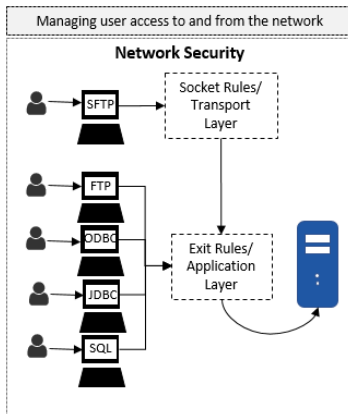 Managing user access to and from the network
Network Security
SFTP
Socket Rules/
Transport
Layer
FTP
ODBC
JDBC
SQL
Exit Rules/
Application
Layer